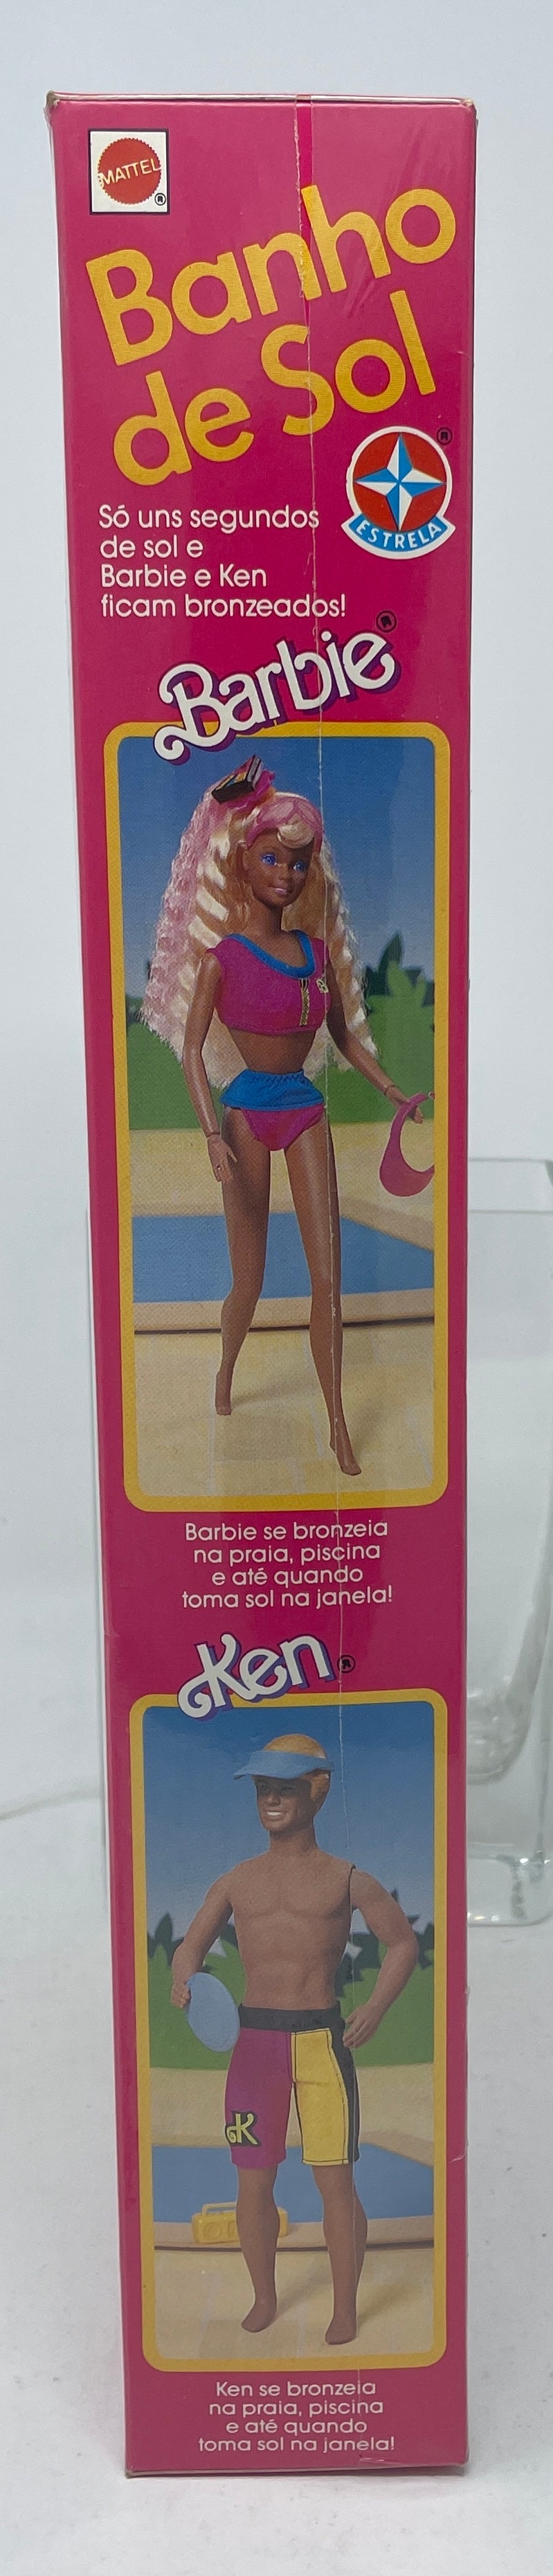 MATTEL
®
Banho
de Sol
®
ESTRELA
Só uns segundos
de sol e
Barbie e Ken
ficam bronzeados!
Barbie®
B
Barbie se bronzeia
na praia, piscina
e até quando
toma sol na janela!
Ken®
K
Ken se bronzeia
na praia, piscina
e até quando
toma sol na janela!